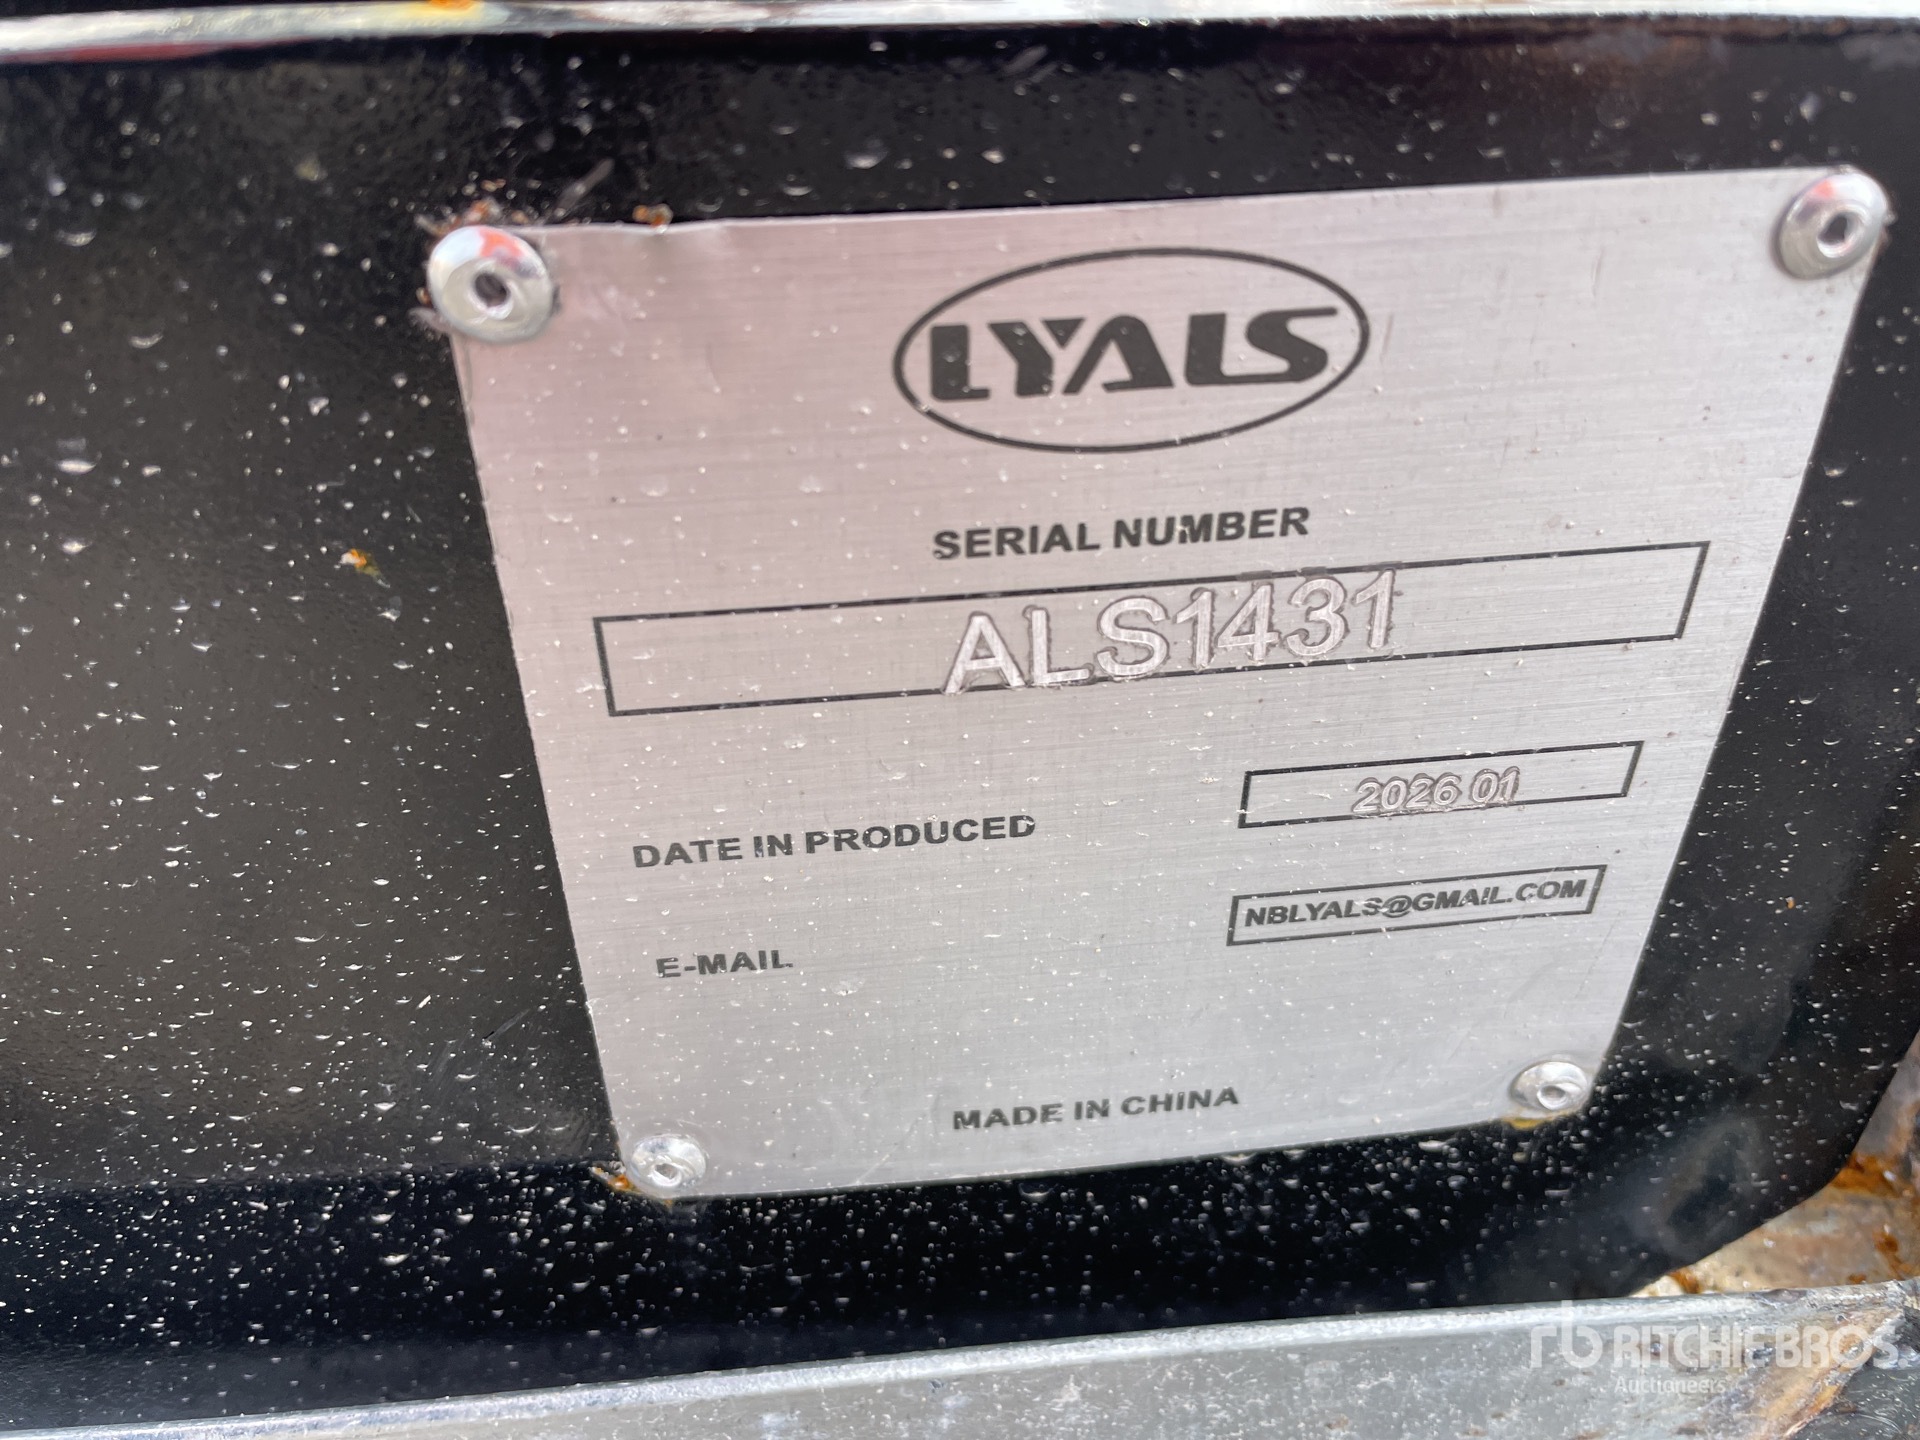 LYALS
SERIAL NUMBER
ALS1431
DATE IN PRODUCED 2026 01
E-MAIL NBLYALS@GMAIL.COM
MADE IN CHINA
rb RITCHIE BROS.
Auctioneers